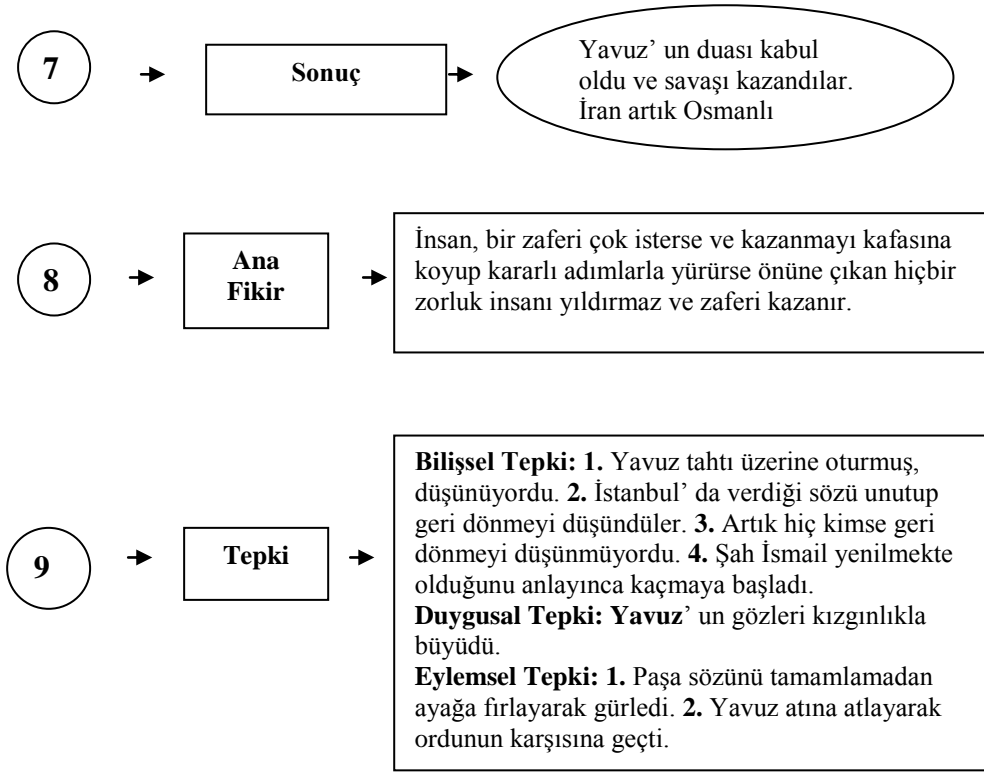 7
Sonuç
Yavuz’ un duası kabul
oldu ve savaşı kazandılar.
İran artık Osmanlı
8
Ana
Fikir
İnsan, bir zaferi çok isterse ve kazanmayı kafasına
koyup kararlı adımlarla yürürse önüne çıkan hiçbir
zorluk insanı yıldırmaz ve zaferi kazanır.
9
Tepki
Bilişsel Tepki: 1. Yavuz tahtı üzerine oturmuş,
düşünüyordu. 2. İstanbul’ da verdiği sözü unutup
geri dönmeyi düşündüler. 3. Artık hiç kimse geri
dönmeyi düşünmüyordu. 4. Şah İsmail yenilmekte
olduğunu anlayınca kaçmaya başladı.
Duygusal Tepki: Yavuz’ un gözleri kızgınlıkla
büyüdü.
Eylemsel Tepki: 1. Paşa sözünü tamamlamadan
ayağa fırlayarak gürledi. 2. Yavuz atına atlayarak
ordunun karşısına geçti.